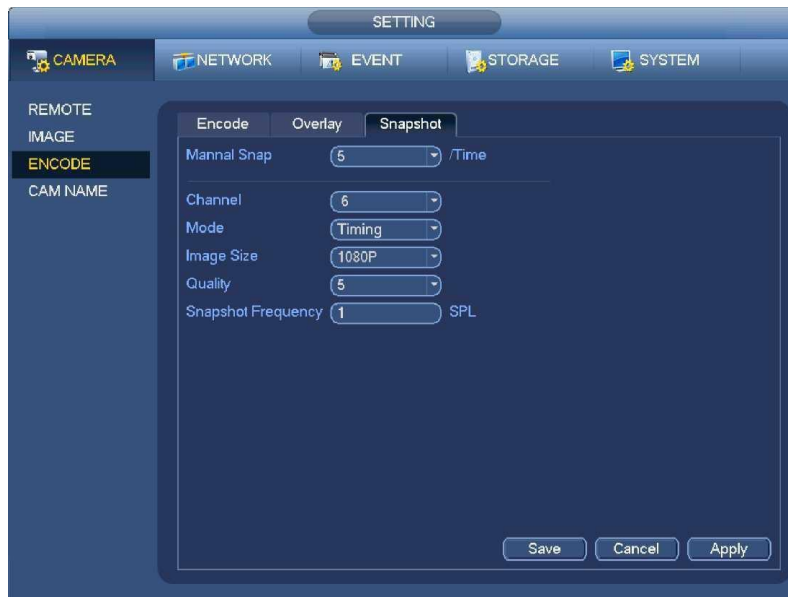 SETTING
CAMERA NETWORK EVENT STORAGE SYSTEM
REMOTE
IMAGE
ENCODE
CAM NAME
Encode Overlay Snapshot
Mannal Snap 5 /Time
Channel 6
Mode Timing
Image Size 1080P
Quality 5
Snapshot Frequency 1 SPL
Save Cancel Apply